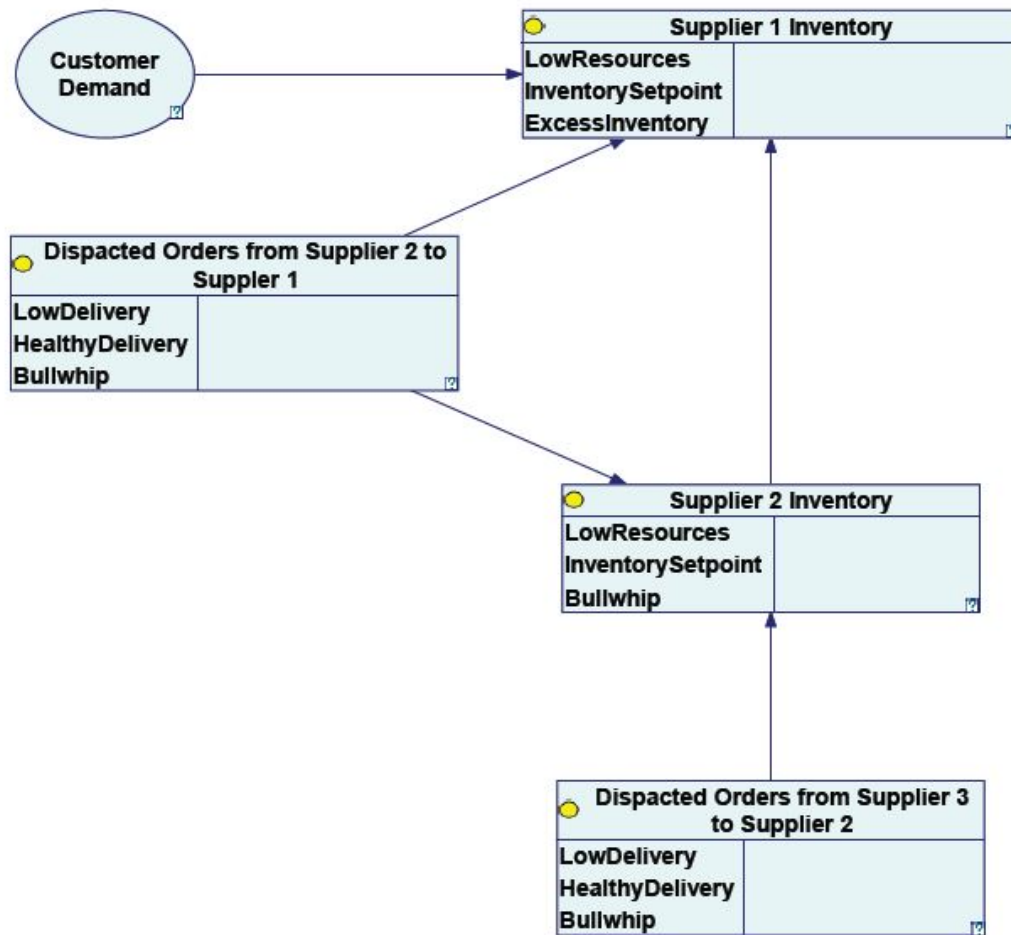 Customer
Demand
Supplier 1 Inventory
LowResources
InventorySetpoint
ExcessInventory
Dispacted Orders from Supplier 2 to
Suppler 1
LowDelivery
HealthyDelivery
Bullwhip
Supplier 2 Inventory
LowResources
InventorySetpoint
Bullwhip
Dispacted Orders from Supplier 3
to Supplier 2
LowDelivery
HealthyDelivery
Bullwhip